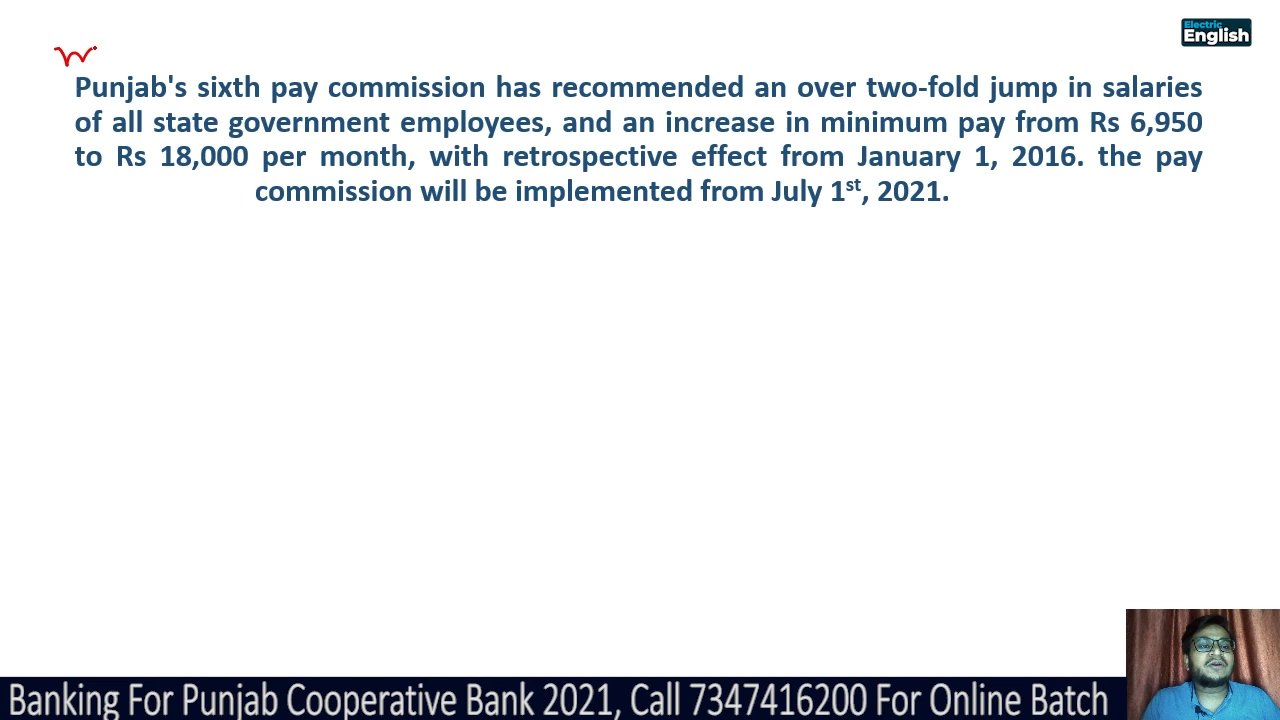 Electric
English
Punjab's sixth pay commission has recommended an over two-fold jump in salaries
of all state government employees, and an increase in minimum pay from Rs 6,950
to Rs 18,000 per month, with retrospective effect from January 1, 2016. the pay
commission will be implemented from July 1st, 2021.
Banking For Punjab Cooperative Bank 2021, Call 7347416200 For Online Batch